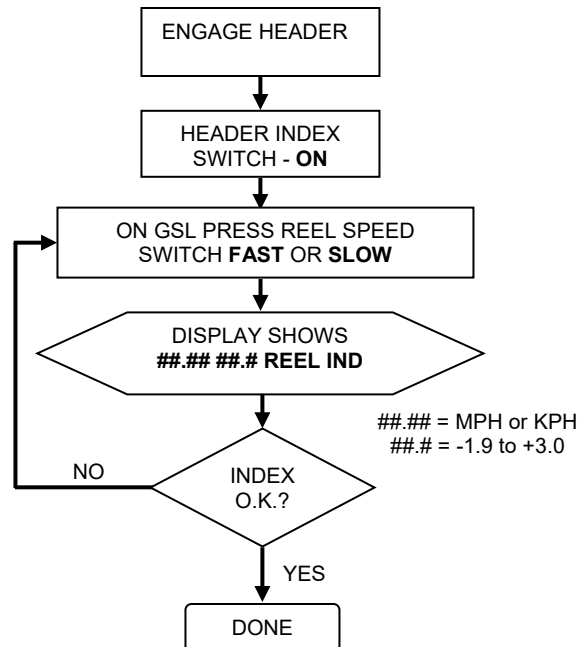 ENGAGE HEADER
HEADER INDEX
SWITCH - ON
ON GSL PRESS REEL SPEED
SWITCH FAST OR SLOW
DISPLAY SHOWS
##.## ##.# REEL IND
##.## = MPH or KPH
##.# = -1.9 to +3.0
NO
INDEX
O.K.?
YES
DONE